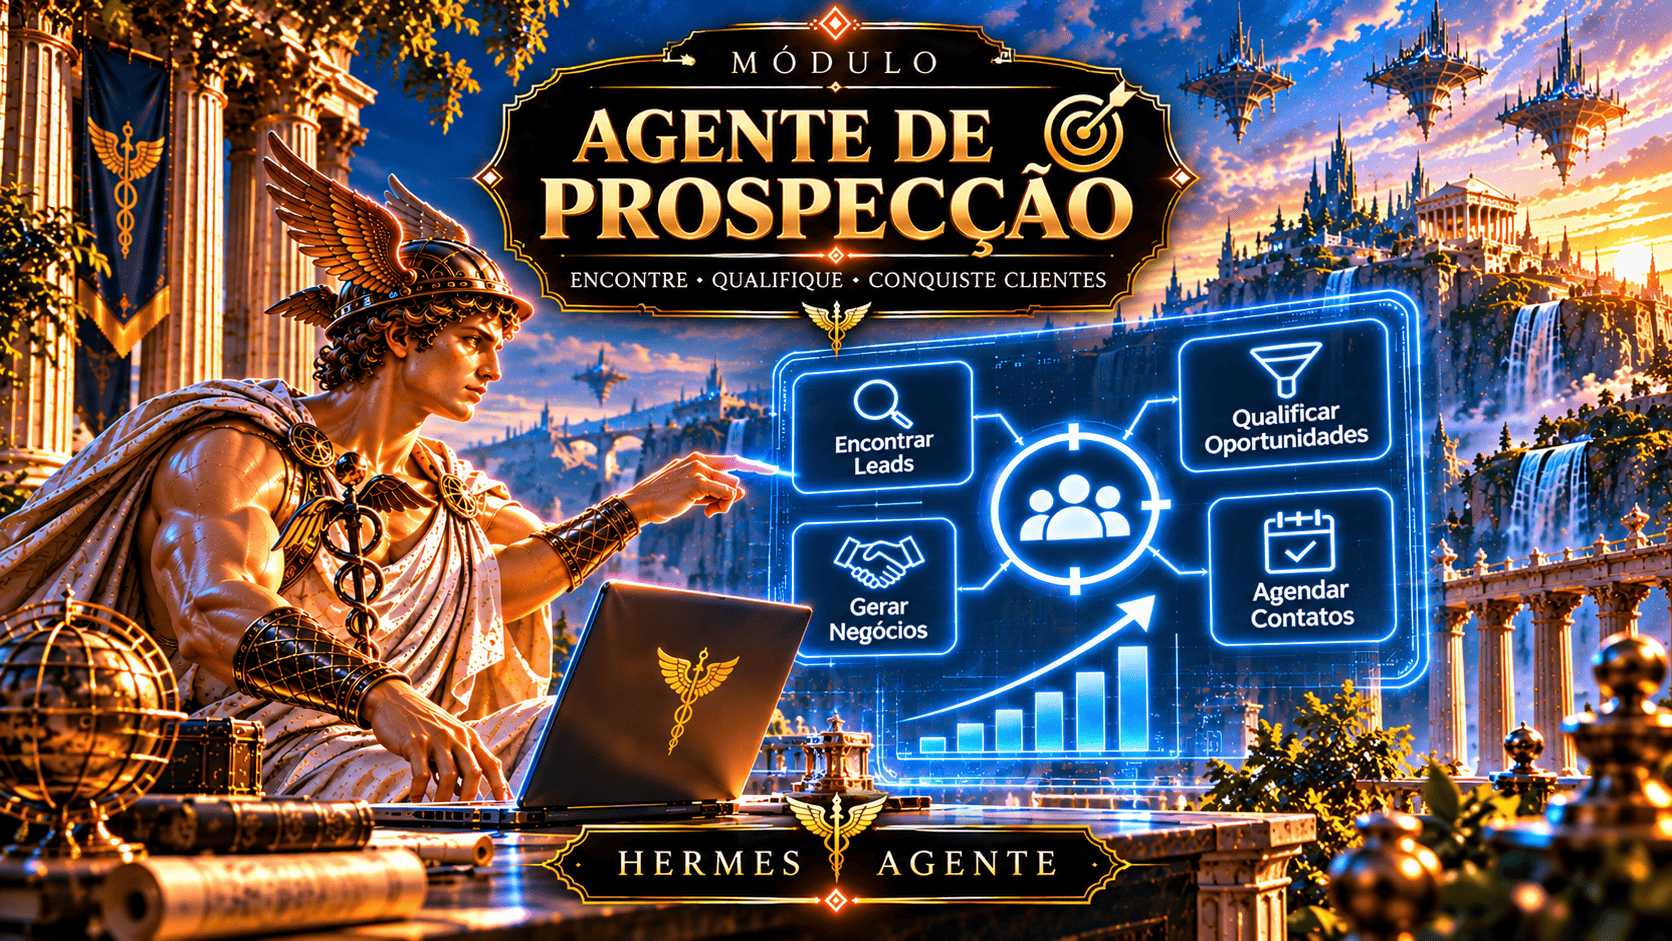 MÓDULO
AGENTE DE
PROSPECÇÃO
ENCONTRE • QUALIFIQUE • CONQUISTE CLIENTES
Encontrar
Leads
Qualificar
Oportunidades
Gerar
Negócios
Agendar
Contatos
HERMES AGENTE